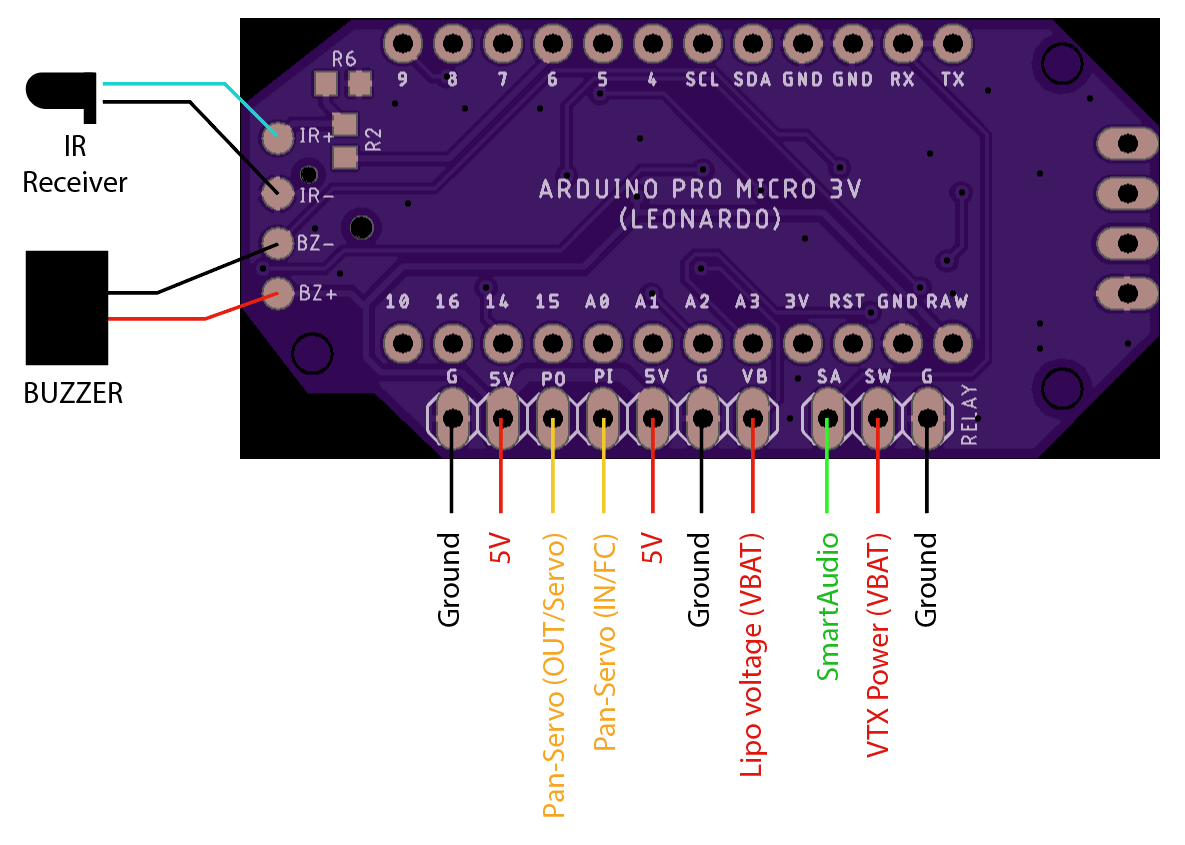 R6
9 8 7 6 5 4 SCL SDA GND GND RX TX
IR+
R2
IR
Receiver
IR-
ARDUINO PRO MICRO 3V
(LEONARDO)
BZ-
BZ+
10 16 14 15 A0 A1 A2 A3 3V RST GND RAW
G 5V PO PI 5V G VB SA SW G
RELAY
BUZZER
Ground
5V
Pan-Servo (OUT/Servo)
Pan-Servo (IN/FC)
5V
Ground
Lipo voltage (VBAT)
SmartAudio
VTX Power (VBAT)
Ground